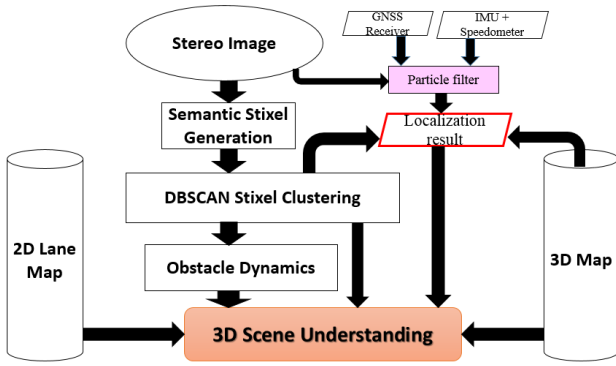 Stereo Image
GNSS
Receiver
IMU +
Speedometer
Particle filter
Semantic Stixel
Generation
Localization
result
DBSCAN Stixel Clustering
2D Lane
Map
Obstacle Dynamics
3D Map
3D Scene Understanding